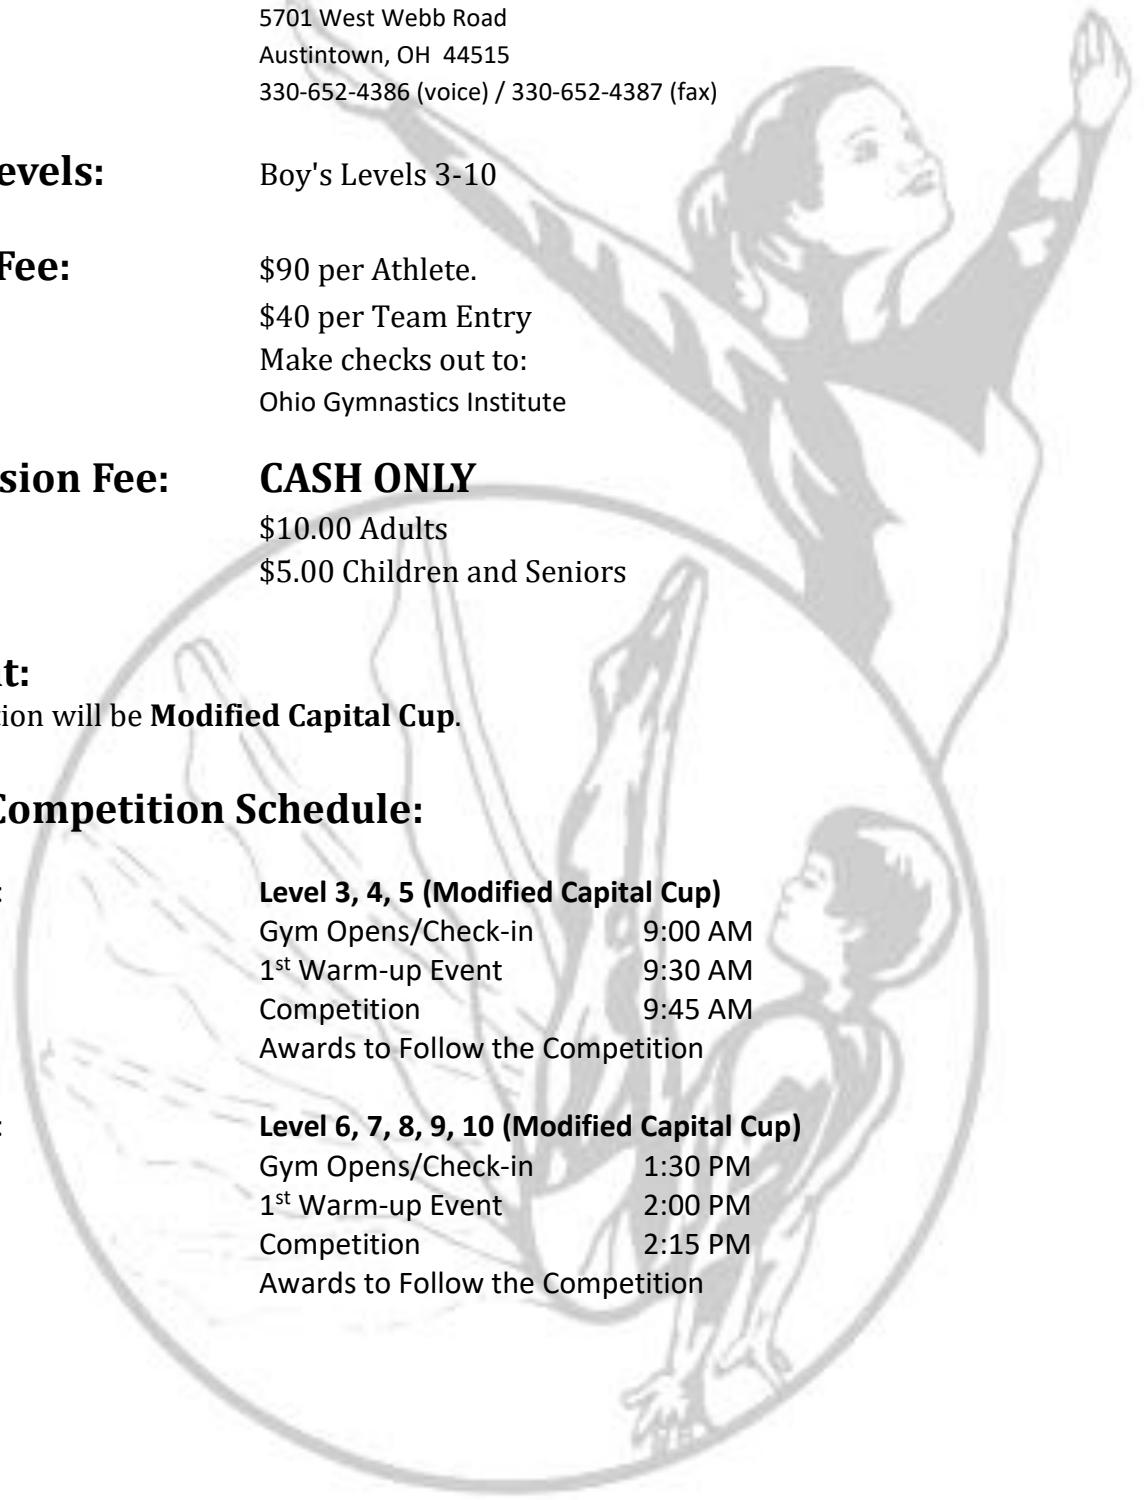 5701 West Webb Road
Austintown, OH 44515
330-652-4386 (voice) / 330-652-4387 (fax)
evels: Boy's Levels 3-10
Fee: $90 per Athlete.
$40 per Team Entry
Make checks out to:
Ohio Gymnastics Institute
sion Fee: CASH ONLY
$10.00 Adults
$5.00 Children and Seniors
t:
tion will be Modified Capital Cup.
Competition Schedule:
: Level 3, 4, 5 (Modified Capital Cup)
Gym Opens/Check-in 9:00 AM
1st Warm-up Event 9:30 AM
Competition 9:45 AM
Awards to Follow the Competition
: Level 6, 7, 8, 9, 10 (Modified Capital Cup)
Gym Opens/Check-in 1:30 PM
1st Warm-up Event 2:00 PM
Competition 2:15 PM
Awards to Follow the Competition